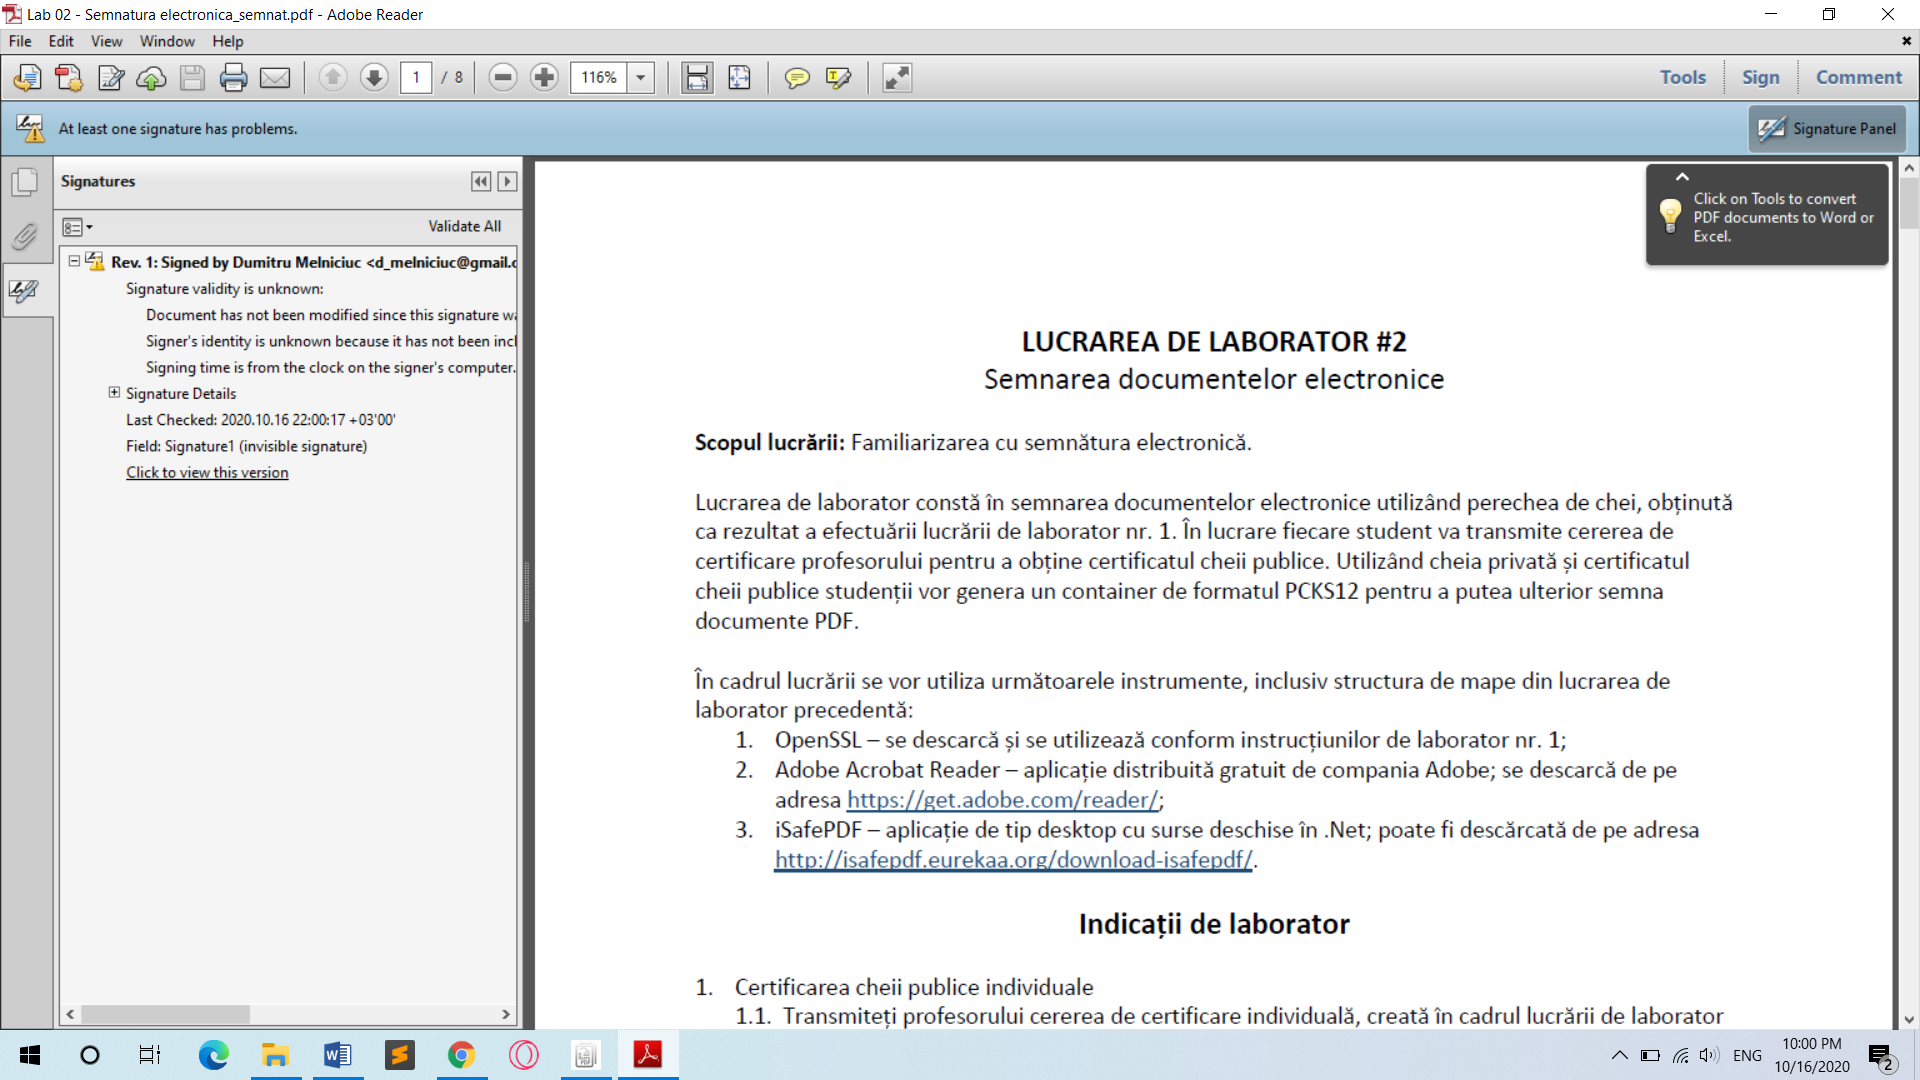 Lab 02 - Semnatura electronica_semnat.pdf - Adobe Reader
File Edit View Window Help
1 / 8 116% Tools Sign Comment
At least one signature has problems.
Signature Panel
Signatures
Validate All
Rev. 1: Signed by Dumitru Melniciuc <d_melniciuc@gmail.c
Signature validity is unknown:
Document has not been modified since this signature wa
Signer's identity is unknown because it has not been incl
Signing time is from the clock on the signer's computer.
Signature Details
Last Checked: 2020.10.16 22:00:17 +03'00'
Field: Signature1 (invisible signature)
Click to view this version
Click on Tools to convert
PDF documents to Word or
Excel.
LUCRAREA DE LABORATOR #2
Semnarea documentelor electronice
Scopul lucrării: Familiarizarea cu semnătura electronică.
Lucrarea de laborator constă în semnarea documentelor electronice utilizând perechea de chei, obținută
ca rezultat a efectuării lucrării de laborator nr. 1. În lucrare fiecare student va transmite cererea de
certificare profesorului pentru a obține certificatul cheii publice. Utilizând cheia privată și certificatul
cheii publice studenții vor genera un container de formatul PCKS12 pentru a putea ulterior semna
documente PDF.
În cadrul lucrării se vor utiliza următoarele instrumente, inclusiv structura de mape din lucrarea de
laborator precedentă:
1. OpenSSL – se descarcă și se utilizează conform instrucțiunilor de laborator nr. 1;
2. Adobe Acrobat Reader – aplicație distribuită gratuit de compania Adobe; se descarcă de pe
adresa https://get.adobe.com/reader/;
3. iSafePDF – aplicație de tip desktop cu surse deschise în .Net; poate fi descărcată de pe adresa
http://isafepdf.eurekaa.org/download-isafepdf/.
Indicații de laborator
1. Certificarea cheii publice individuale
1.1. Transmiteți profesorului cererea de certificare individuală, creată în cadrul lucrării de laborator
ENG
10:00 PM
10/16/2020
2